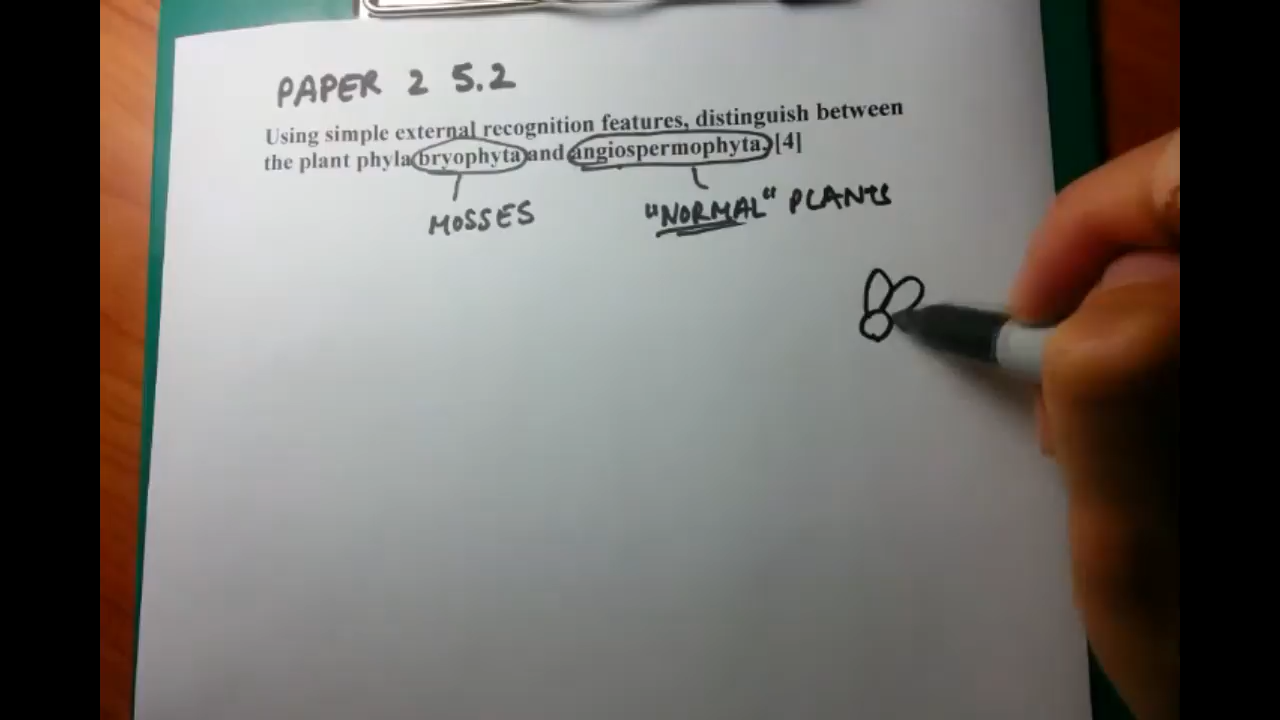 PAPER 2 5.2
Using simple external recognition features, distinguish between
the plant phyla bryophyta and angiospermophyta. [4]
MOSSES "NORMAL" PLANTS